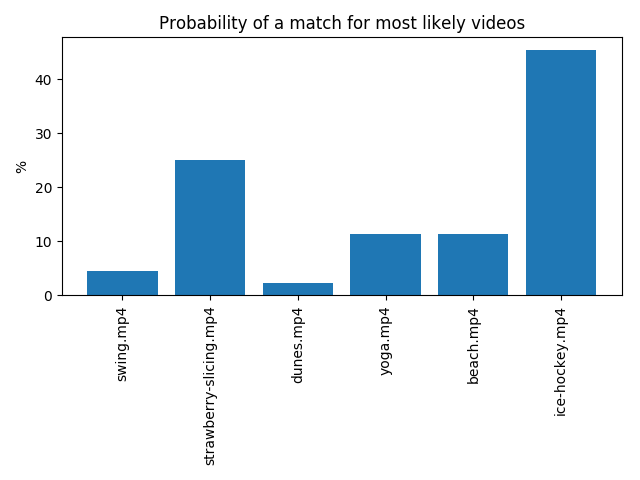 Probability of a match for most likely videos
%
40
30
20
10
0
swing.mp4
strawberry-slicing.mp4
dunes.mp4
yoga.mp4
beach.mp4
ice-hockey.mp4